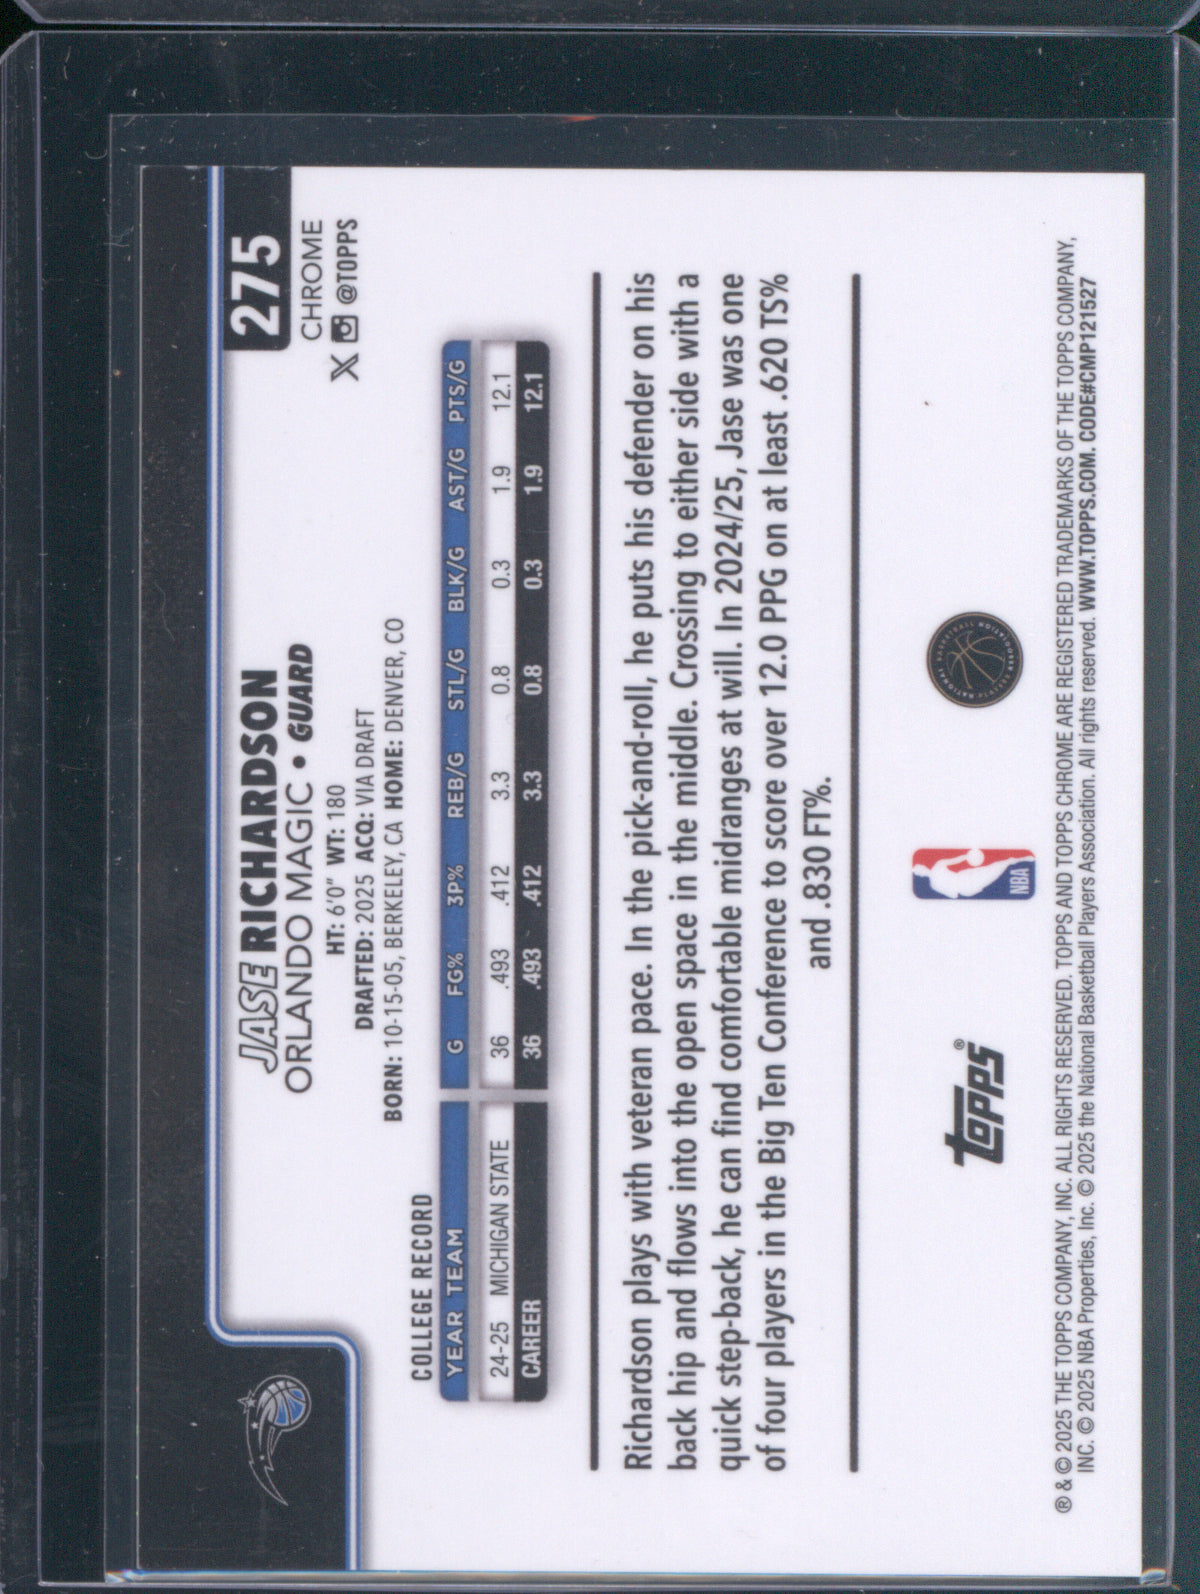 275
CHROME
@TOPPS
JASE RICHARDSON
ORLANDO MAGIC • GUARD
HT: 6'0" WT: 180
DRAFTED: 2025 ACQ: VIA DRAFT
BORN: 10-15-05, BERKELEY, CA HOME: DENVER, CO
COLLEGE RECORD
YEAR TEAM G FG% 3P% REB/G STL/G BLK/G AST/G PTS/G
24-25 MICHIGAN STATE 36 .493 .412 3.3 0.8 0.3 1.9 12.1
CAREER 36 .493 .412 3.3 0.8 0.3 1.9 12.1
Richardson plays with veteran pace. In the pick-and-roll, he puts his defender on his
back hip and flows into the open space in the middle. Crossing to either side with a
quick step-back, he can find comfortable midranges at will. In 2024/25, Jase was one
of four players in the Big Ten Conference to score over 12.0 PPG on at least .620 TS%
and .830 FT%.
topps®
NBA
NATIONAL BASKETBALL PLAYERS ASSOCIATION
® & © 2025 THE TOPPS COMPANY, INC. ALL RIGHTS RESERVED. TOPPS AND TOPPS CHROME ARE REGISTERED TRADEMARKS OF THE TOPPS COMPANY,
INC. © 2025 NBA Properties, Inc. © 2025 the National Basketball Players Association. All rights reserved. WWW.TOPPS.COM. CODE#CMP121527